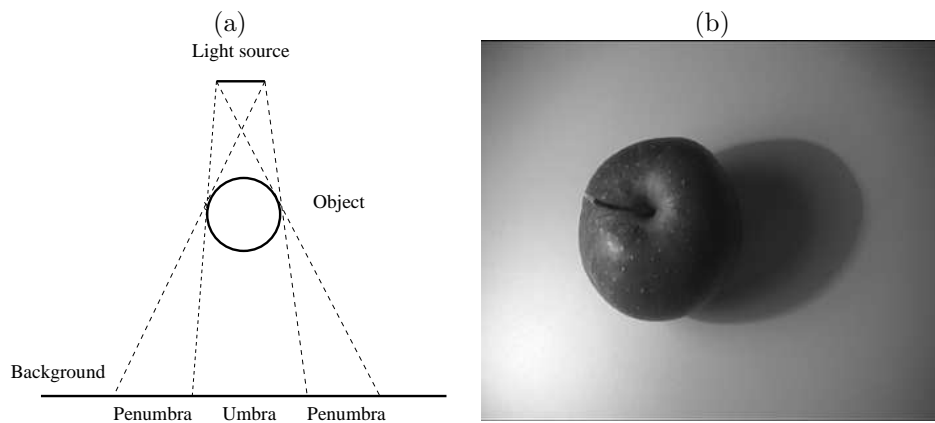 (a)
Light source
Object
Background
Penumbra Umbra Penumbra
(b)